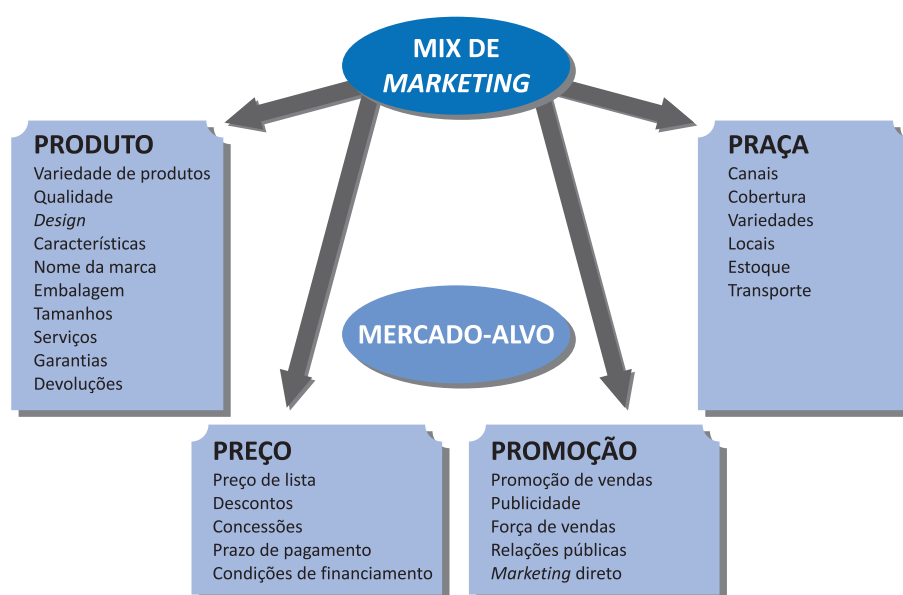 MIX DE
MARKETING
PRODUTO
Variedade de produtos
Qualidade
Design
Características
Nome da marca
Embalagem
Tamanhos
Serviços
Garantias
Devoluções
PRAÇA
Canais
Cobertura
Variedades
Locais
Estoque
Transporte
MERCADO-ALVO
PREÇO
Preço de lista
Descontos
Concessões
Prazo de pagamento
Condições de financiamento
PROMOÇÃO
Promoção de vendas
Publicidade
Força de vendas
Relações públicas
Marketing direto